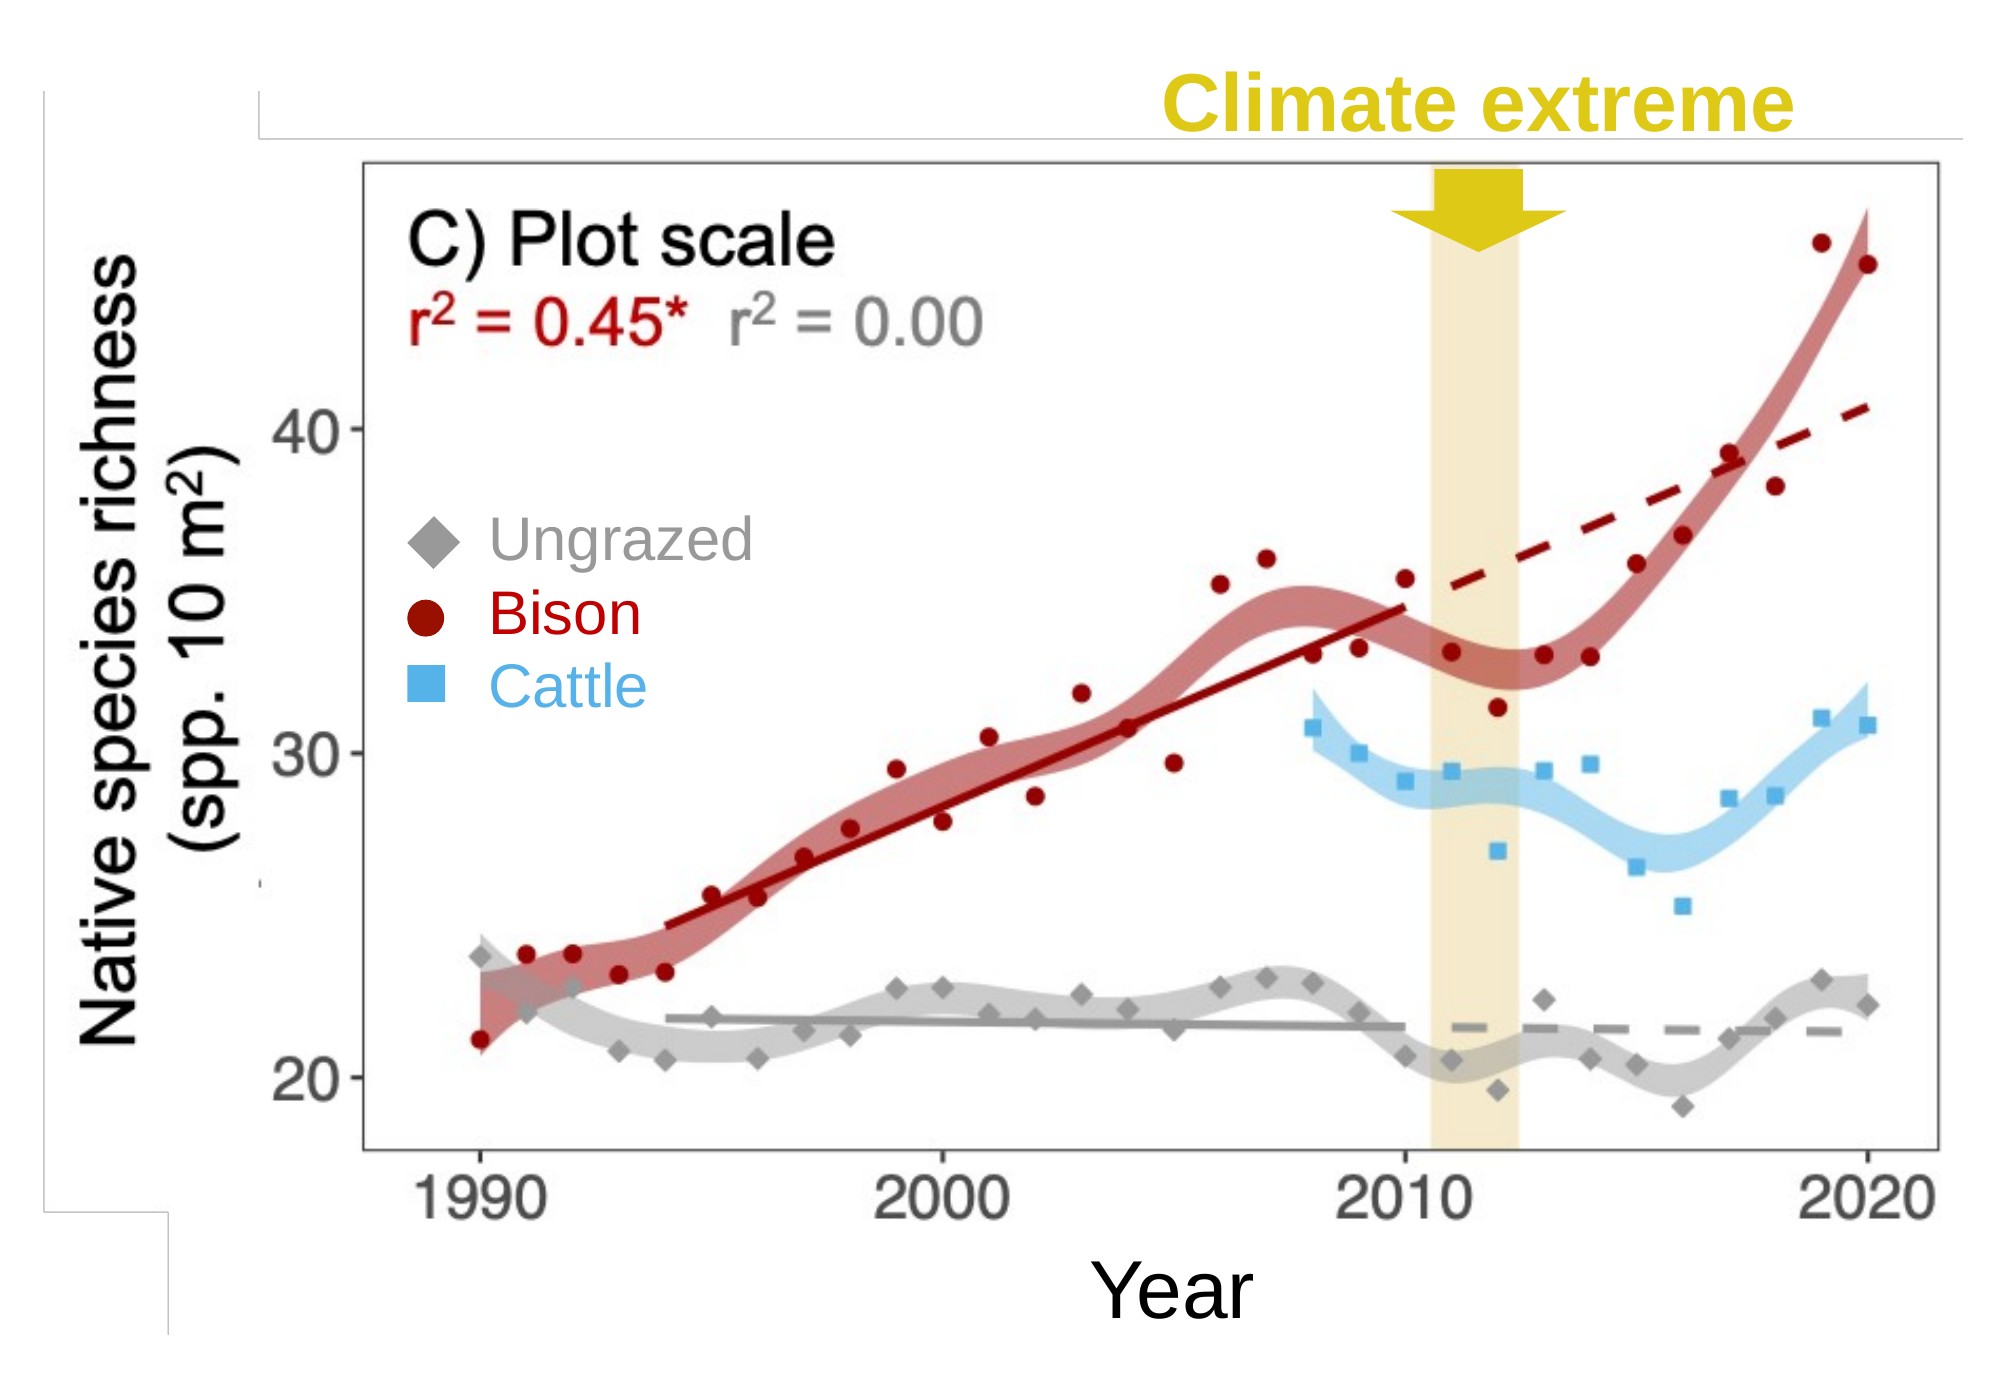 Climate extreme
C) Plot scale
r² = 0.45* r² = 0.00
Native species richness
(spp. 10 m²)
40
30
20
Ungrazed
Bison
Cattle
1990 2000 2010 2020
Year